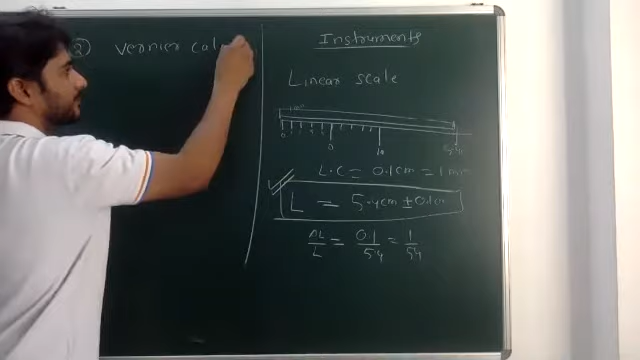 ② Vernier cal
Instruments
Linear scale
0
L.C = 0.1cm = 1mm
L = 5.4cm ± 0.1cm
ΔL/L = 0.1/5.4 = 1/54